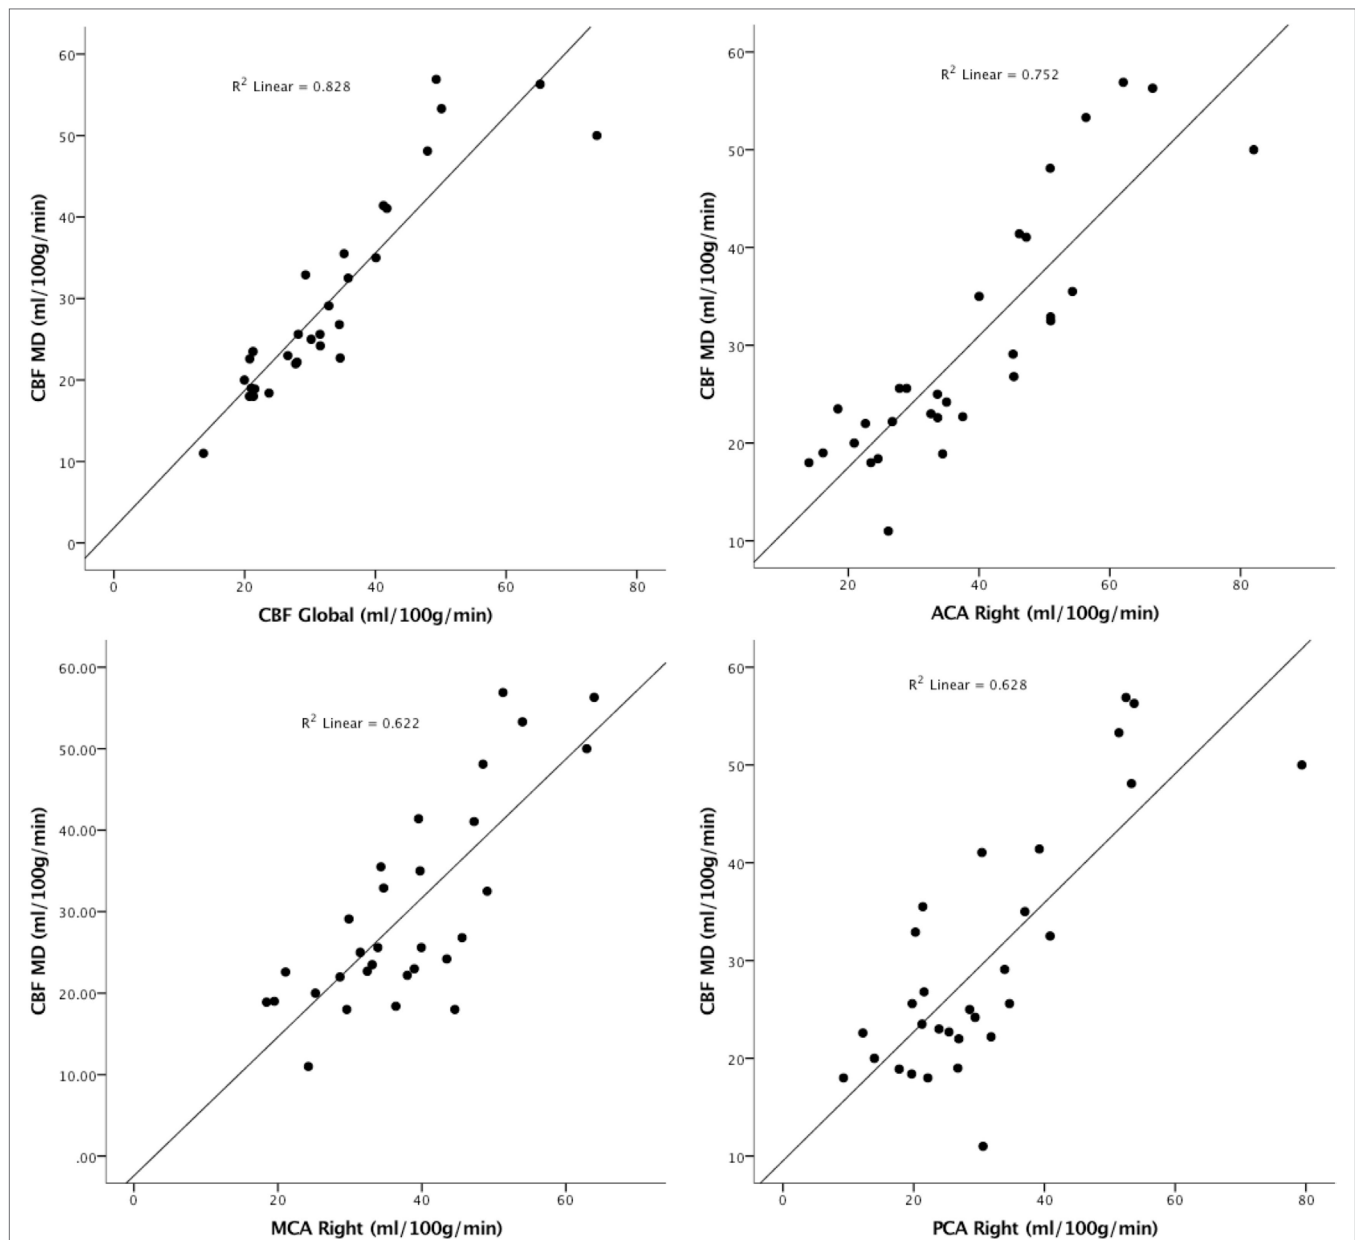 R² Linear = 0.828
CBF MD (ml/100g/min)
60
50
40
30
20
10
0
0 20 40 60 80
CBF Global (ml/100g/min)
R² Linear = 0.752
CBF MD (ml/100g/min)
60
50
40
30
20
10
20 40 60 80
ACA Right (ml/100g/min)
R² Linear = 0.622
CBF MD (ml/100g/min)
60.00
50.00
40.00
30.00
20.00
10.00
.00
0 20 40 60
MCA Right (ml/100g/min)
R² Linear = 0.628
CBF MD (ml/100g/min)
60
50
40
30
20
10
0 20 40 60 80
PCA Right (ml/100g/min)